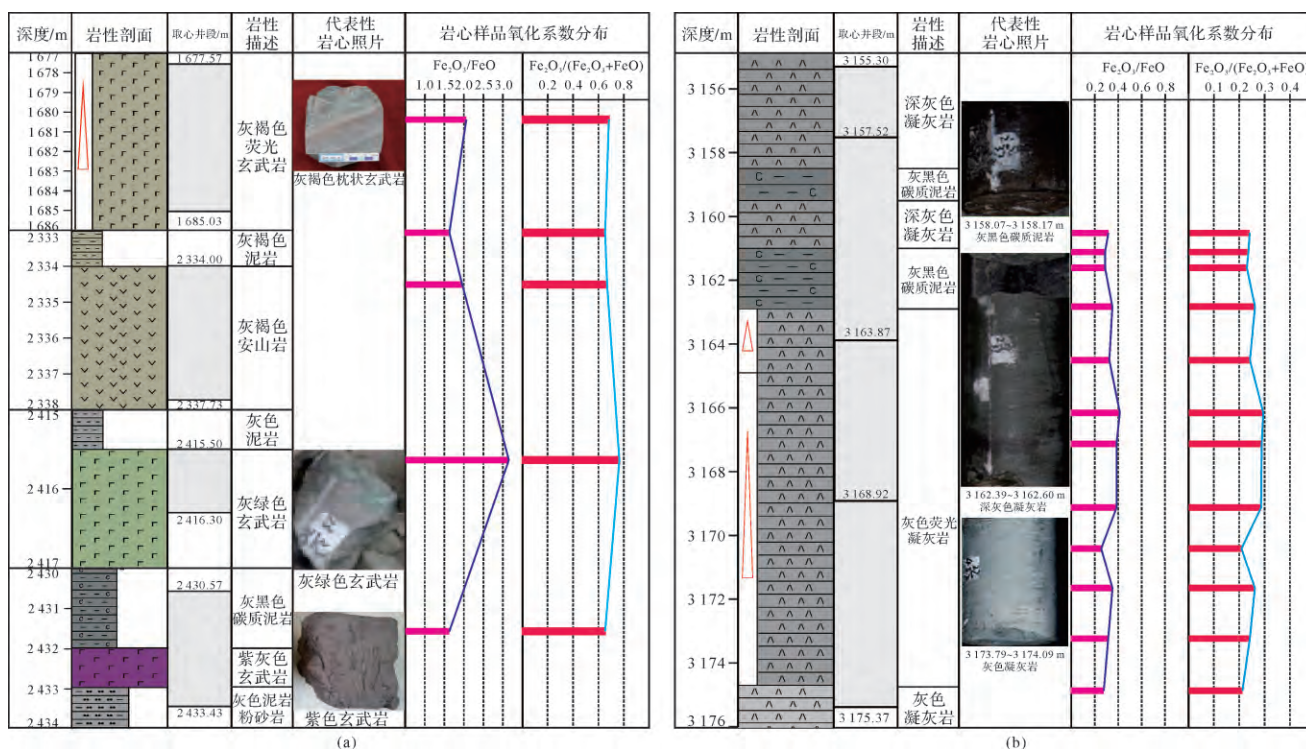 深度/m
岩性剖面
取心井段/m
岩性
描述
代表性
岩心照片
岩心样品氧化系数分布
Fe₂O₃/FeO
1.0 1.5 2.0 2.5 3.0
Fe₂O₃/(Fe₂O₃+FeO)
0.2 0.4 0.6 0.8
1 677
1 678
1 679
1 680
1 681
1 682
1 683
1 684
1 685
1 686
2 333
2 334
2 335
2 336
2 337
2 338
2 415
2 416
2 417
2 430
2 431
2 432
2 433
2 434
1 677.57
1 685.03
2 334.00
2 337.73
2 415.50
2 416.30
2 430.57
2 433.43
灰褐色
荧光
玄武岩
灰褐色
泥岩
灰褐色
安山岩
灰色
泥岩
灰绿色
玄武岩
灰黑色
碳质泥岩
紫灰色
玄武岩
灰色泥岩
粉砂岩
灰褐色枕状玄武岩
灰绿色玄武岩
紫色玄武岩
(a)
深度/m
岩性剖面
取心井段/m
岩性
描述
代表性
岩心照片
岩心样品氧化系数分布
Fe₂O₃/FeO
0.2 0.4 0.6 0.8
Fe₂O₃/(Fe₂O₃+FeO)
0.1 0.2 0.3 0.4
3 156
3 158
3 160
3 162
3 164
3 166
3 168
3 170
3 172
3 174
3 176
3 155.30
3 157.52
3 163.87
3 168.92
3 175.37
深灰色
凝灰岩
灰黑色
碳质泥岩
深灰色
凝灰岩
灰黑色
碳质泥岩
灰色荧光
凝灰岩
灰色
凝灰岩
3 158.07~3 158.17 m
灰黑色碳质泥岩
3 162.39~3 162.60 m
深灰色凝灰岩
3 173.79~3 174.09 m
灰色凝灰岩
(b)